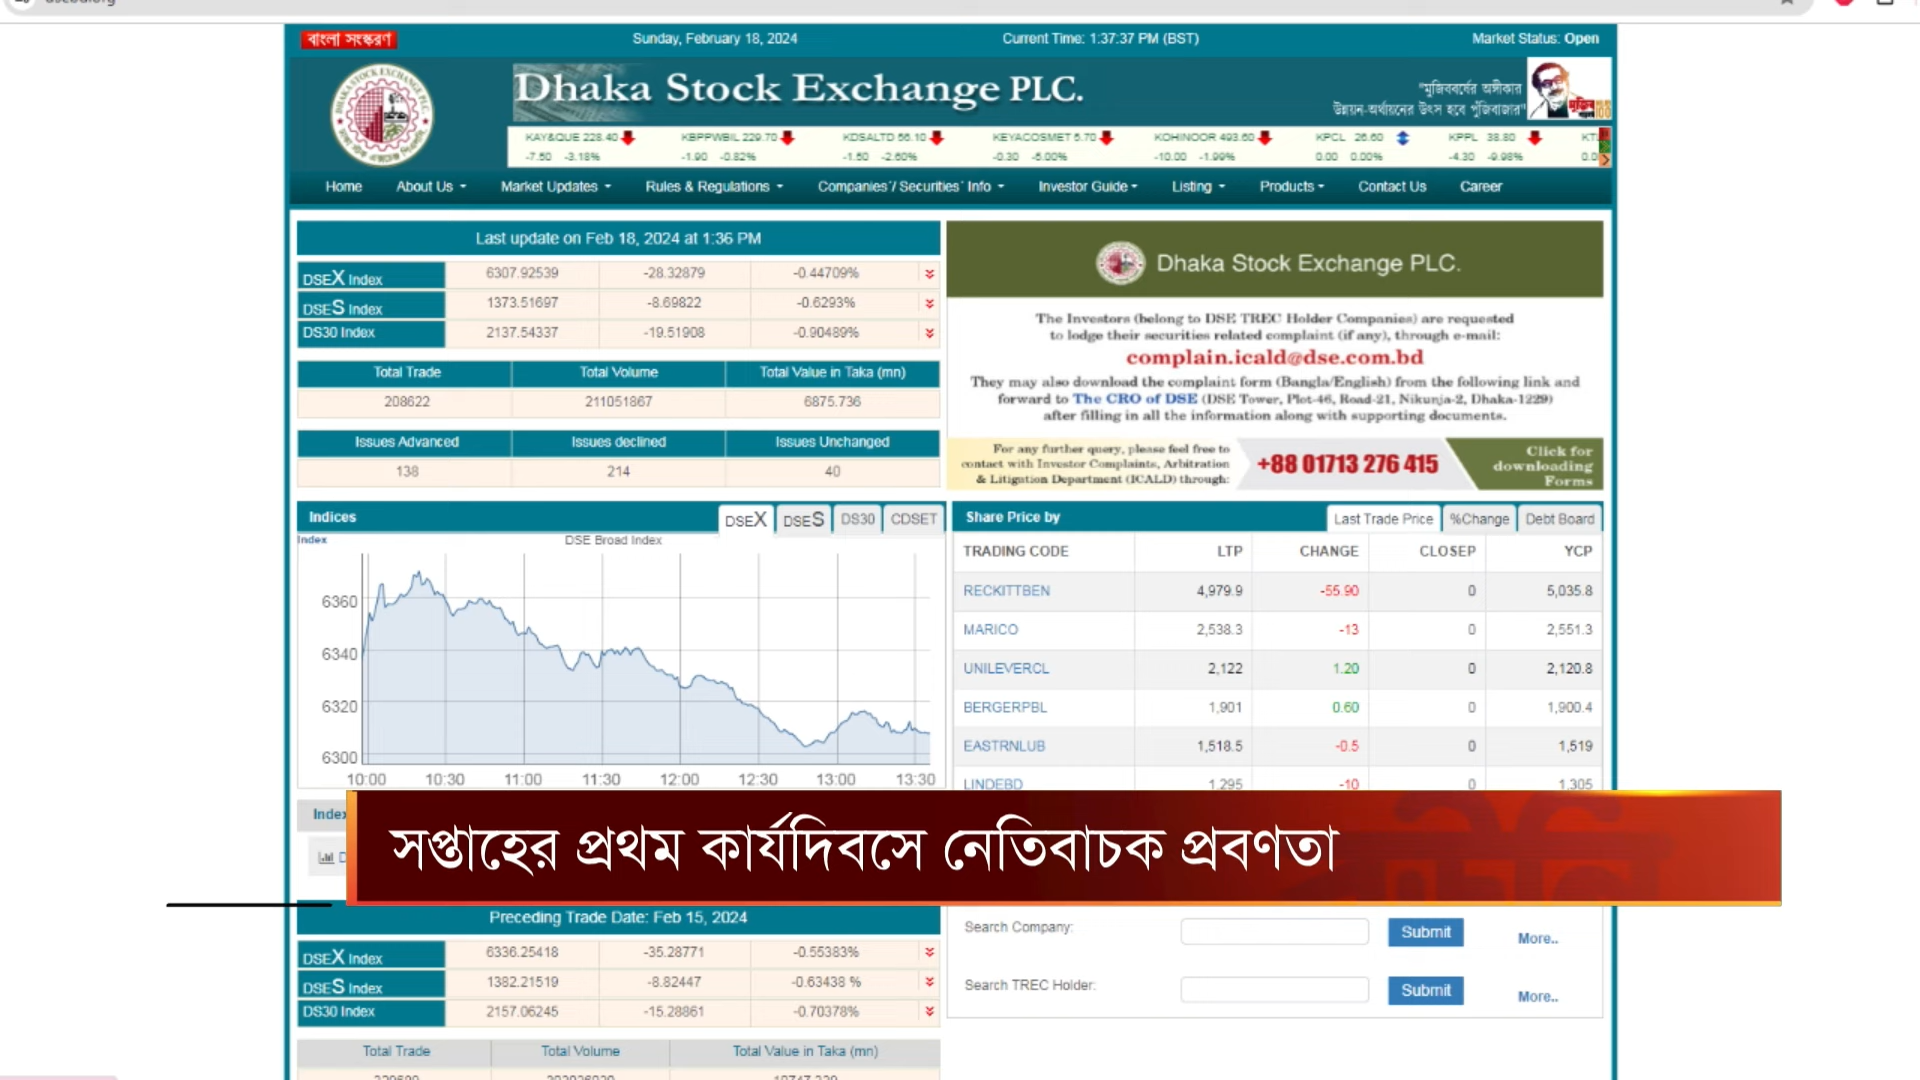 বাংলা সংস্করণ
Sunday, February 18, 2024
Current Time: 1:37:37 PM (BST)
Market Status: Open
Dhaka Stock Exchange PLC.
"মুজিববর্ষের অঙ্গীকার
উন্নয়ন-অর্থায়নের উৎস হবে পুঁজিবাজার"
KAY&QUE 228.40 KBPPWBIL 229.70 KDSALTD 56.10 KEYACOSMET 5.70 KOHINOOR 493.60 KPCL 26.60 KPPL 38.80
-7.50 -3.18% -1.90 -0.82% -1.50 -2.60% -0.30 -5.00% -10.00 -1.99% 0.00 0.00% -4.30 -9.98%
Home About Us Market Updates Rules & Regulations Companies'/ Securities' Info Investor Guide Listing Products Contact Us Career
Last update on Feb 18, 2024 at 1:36 PM
DSEX Index 6307.92539 -28.32879 -0.44709%
DSES Index 1373.51697 -8.69822 -0.6293%
DS30 Index 2137.54337 -19.51908 -0.90489%
Total Trade Total Volume Total Value in Taka (mn)
208622 211051867 6875.736
Issues Advanced Issues declined Issues Unchanged
138 214 40
Dhaka Stock Exchange PLC.
The Investors (belong to DSE TREC Holder Companies) are requested
to lodge their securities related complaint (if any), through e-mail:
complain.icald@dse.com.bd
They may also download the complaint form (Bangla/English) from the following link and
forward to The CRO of DSE (DSE Tower, Plot-46, Road-21, Nikunja-2, Dhaka-1229)
after filling in all the information along with supporting documents.
For any further query, please feel free to
contact with Investor Complaints, Arbitration
& Litigation Department (ICALD) through:
+88 01713 276 415
Click for
downloading
Forms
Indices DSEX DSES DS30 CDSET
Index DSE Broad Index
6360
6340
6320
6300
10:00 10:30 11:00 11:30 12:00 12:30 13:00 13:30
Share Price by Last Trade Price %Change Debt Board
TRADING CODE LTP CHANGE CLOSEP YCP
RECKITTBEN 4,979.9 -55.90 0 5,035.8
MARICO 2,538.3 -13 0 2,551.3
UNILEVERCL 2,122 1.20 0 2,120.8
BERGERPBL 1,901 0.60 0 1,900.4
EASTRNLUB 1,518.5 -0.5 0 1,519
LINDEBD 1,295 -10 0 1,305
সপ্তাহের প্রথম কার্যদিবসে নেতিবাচক প্রবণতা
Preceding Trade Date: Feb 15, 2024
DSEX Index 6336.25418 -35.28771 -0.55383%
DSES Index 1382.21519 -8.82447 -0.63438 %
DS30 Index 2157.06245 -15.28861 -0.70378%
Total Trade Total Volume Total Value in Taka (mn)
Search Company: Submit More..
Search TREC Holder: Submit More..